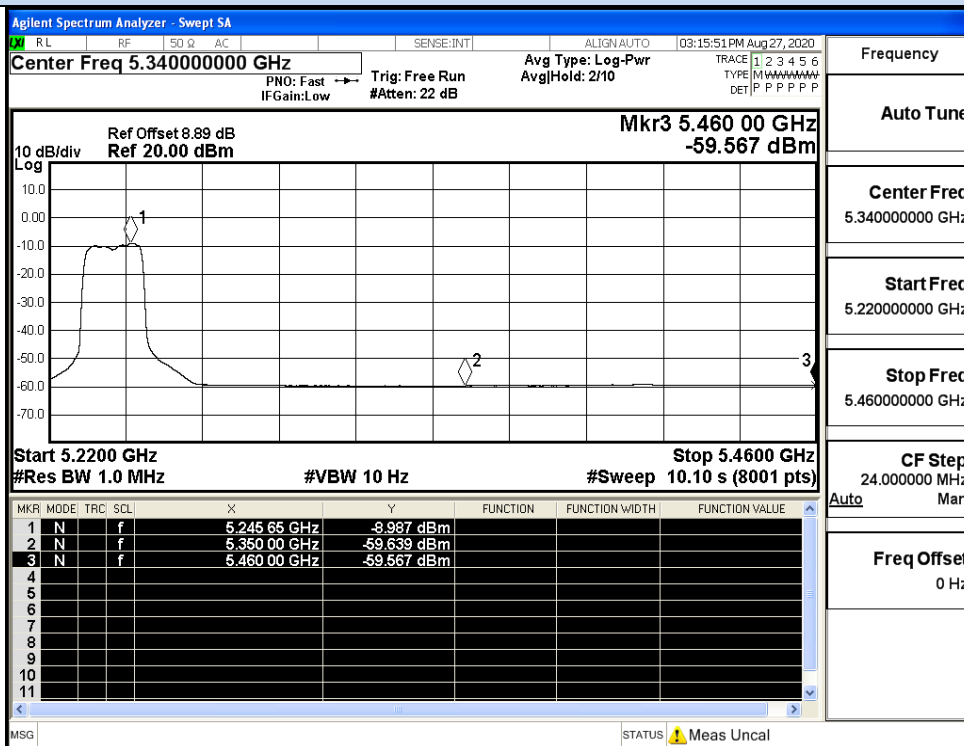 Agilent Spectrum Analyzer - Swept SA
LXI RL RF 50 Ω AC SENSE:INT ALIGN AUTO 03:15:51 PM Aug 27, 2020
Center Freq 5.340000000 GHz
PNO: Fast
IFGain:Low
Trig: Free Run
#Atten: 22 dB
Avg Type: Log-Pwr
Avg|Hold: 2/10
TRACE 1 2 3 4 5 6
TYPE M WWWWW
DET P P P P P P
Ref Offset 8.89 dB
10 dB/div Ref 20.00 dBm
Log
Mkr3 5.460 00 GHz
-59.567 dBm
10.0
0.00
-10.0
-20.0
-30.0
-40.0
-50.0
-60.0
-70.0
1
2
3
Start 5.2200 GHz Stop 5.4600 GHz
#Res BW 1.0 MHz #VBW 10 Hz #Sweep 10.10 s (8001 pts)
MKR MODE TRC SCL X Y FUNCTION FUNCTION WIDTH FUNCTION VALUE
1 N f 5.245 65 GHz -8.987 dBm
2 N f 5.350 00 GHz -59.639 dBm
3 N f 5.460 00 GHz -59.567 dBm
4
5
6
7
8
9
10
11
MSG STATUS Meas Uncal
Frequency
Auto Tune
Center Freq
5.340000000 GHz
Start Freq
5.220000000 GHz
Stop Freq
5.460000000 GHz
CF Step
24.000000 MHz
Auto Man
Freq Offset
0 Hz